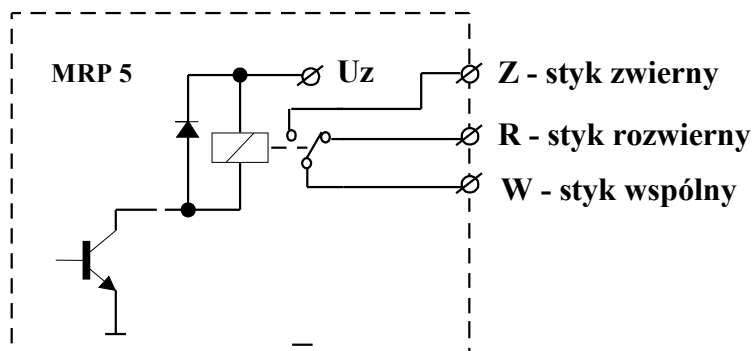 MRP 5
Uz
Z - styk zwierny
R - styk rozwierny
W - styk wspólny